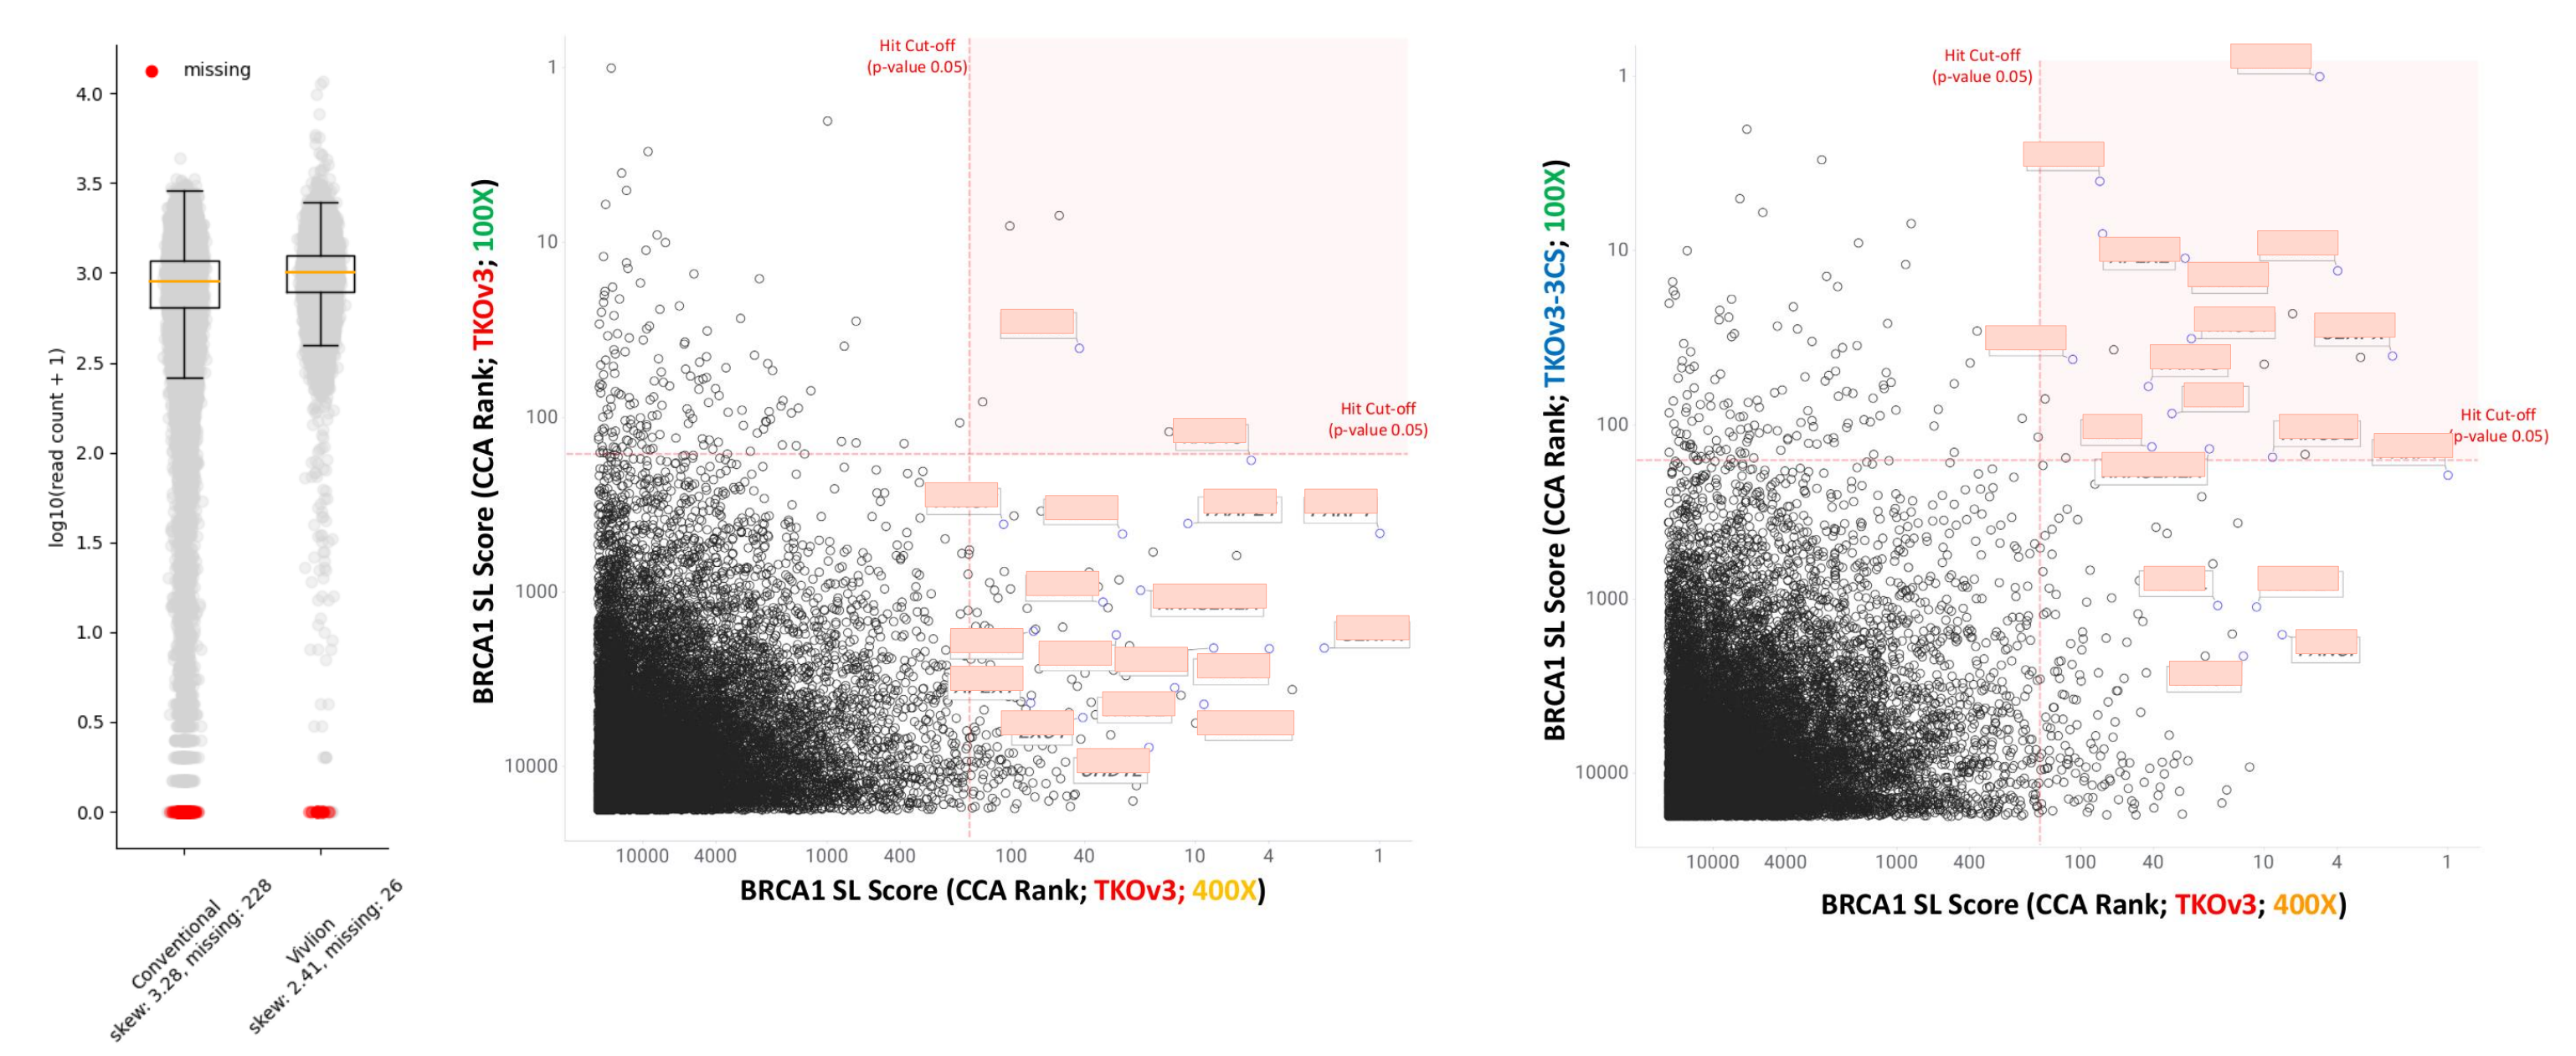 missing
4.0
3.5
3.0
2.5
2.0
1.5
1.0
0.5
0.0
log10(read count + 1)
Conventional
skew: 3.28, missing: 228
Vivlion
skew: 2.41, missing: 26
BRCA1 SL Score (CCA Rank; TKOv3; 100X)
1
10
100
1000
10000
Hit Cut-off
(p-value 0.05)
Hit Cut-off
(p-value 0.05)
10000 4000 1000 400 100 40 10 4 1
BRCA1 SL Score (CCA Rank; TKOv3; 400X)
BRCA1 SL Score (CCA Rank; TKOv3-3CS; 100X)
1
10
100
1000
10000
Hit Cut-off
(p-value 0.05)
Hit Cut-off
(p-value 0.05)
10000 4000 1000 400 100 40 10 4 1
BRCA1 SL Score (CCA Rank; TKOv3; 400X)